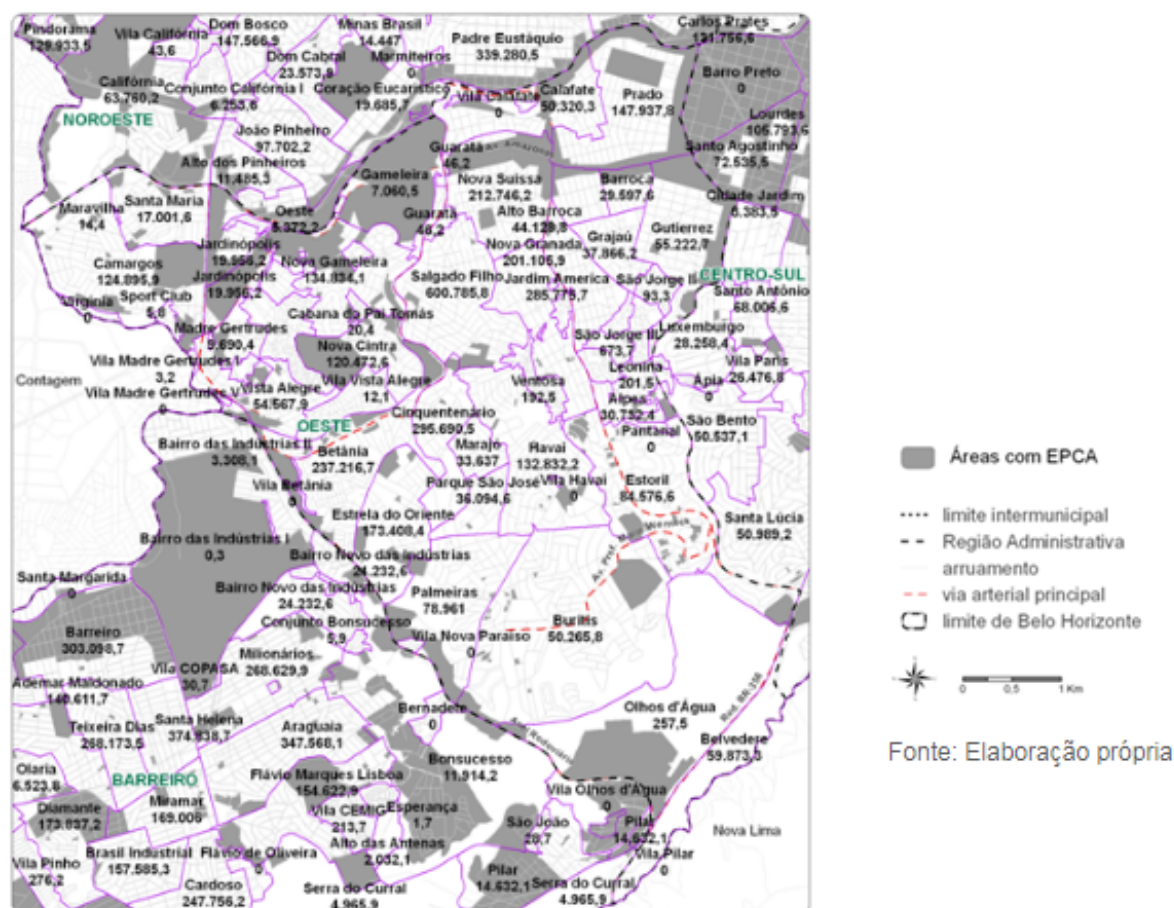 Pindorama
129.933,5
Vila Califórnia
43,6
Dom Bosco
147.566,9
Minas Brasil
14.447
Padre Eustáquio
339.280,5
Carlos Prates
131.756,6
Dom Cabral
23.573,9
Marmiteiros
0
Barro Preto
0
Califórnia
63.760,2
Conjunto Califórnia I
6.253,6
Coração Eucarístico
19.685,7
Vila Calafate
0
Calafate
50.320,3
Prado
147.937,8
Lourdes
105.793,6
NOROESTE
João Pinheiro
97.702,2
Guaratã
46,2
Av. Amazonas
Santo Agostinho
72.535,5
Alto dos Pinheiros
11.485,3
Gameleira
7.060,5
Nova Suissa
212.746,2
Barroca
29.597,6
Cidade Jardim
6.383,5
Maravilha
14,4
Santa Maria
17.001,6
Oeste
5.372,2
Guaratã
46,2
Alto Barroca
44.129,8
Grajaú
37.866,2
Gutierrez
55.222,7
Jardinópolis
19.956,2
Nova Gameleira
134.834,1
Nova Granada
201.105,9
Camargos
124.895,9
Jardinópolis
19.956,2
Salgado Filho
600.785,8
Jardim America
285.775,7
São Jorge II
93,3
CENTRO-SUL
Santo Antônio
68.006,6
Virgínia
0
Sport Club
5,8
Cabana do Pai Tomás
20,4
Madre Gertrudes
9.690,4
Nova Cintra
120.472,6
São Jorge III
673,7
Luxemburgo
28.258,4
Vila Paris
26.476,8
Vila Madre Gertrudes I
3,2
Contagem
Vista Alegre
54.567,9
Vila Vista Alegre
12,1
Ventosa
192,5
Leonina
201,5
Ápia
0
Vila Madre Gertrudes V
0
Alpes
30.732,4
OESTE
Cinquentenário
295.690,5
São Bento
50.537,1
Pantanal
0
Bairro das Indústrias II
3.308,1
Betânia
237.216,7
Marajó
33.637
Havaí
132.832,2
Vila Betânia
0
Parque São José
36.094,6
Vila Havaí
0
Estoril
84.576,6
Estrela do Oriente
173.408,4
Santa Lúcia
50.989,2
Bairro das Indústrias I
0,3
Bairro Novo das Indústrias
24.232,6
Av. Prof. Mario Werneck
Santa Margarida
0
Bairro Novo das Indústrias
24.232,6
Palmeiras
78.961
Buritis
50.265,8
Conjunto Bonsucesso
5,9
Vila Nova Paraíso
0
Barreiro
303.098,7
Milionários
268.629,9
Vila COPASA
30,7
Ademar Maldonado
140.611,7
Rod. BR-356
Bernadete
0
Olhos d'Água
257,5
Teixeira Dias
268.173,5
Santa Helena
374.838,7
Araguaia
347.568,1
Belvedere
59.873,3
Olaria
6.523,8
BARREIRO
Bonsucesso
11.914,2
Flávio Marques Lisboa
154.622,9
Vila Olhos d'Água
0
Diamante
173.837,2
Miramar
169.006
Vila CEMIG
213,7
Esperança
1,7
São João
28,7
Pilar
14.632,1
Nova Lima
Vila Pinho
276,2
Brasil Industrial
157.585,3
Flávio de Oliveira
0
Alto das Antenas
2.032,1
Vila Pilar
0
Cardoso
247.756,2
Serra do Curral
4.965,9
Pilar
14.632,1
Serra do Curral
4.965,9
Áreas com EPCA
limite intermunicipal
Região Administrativa
arruamento
via arterial principal
limite de Belo Horizonte
0 0,5 1 Km
Fonte: Elaboração própria